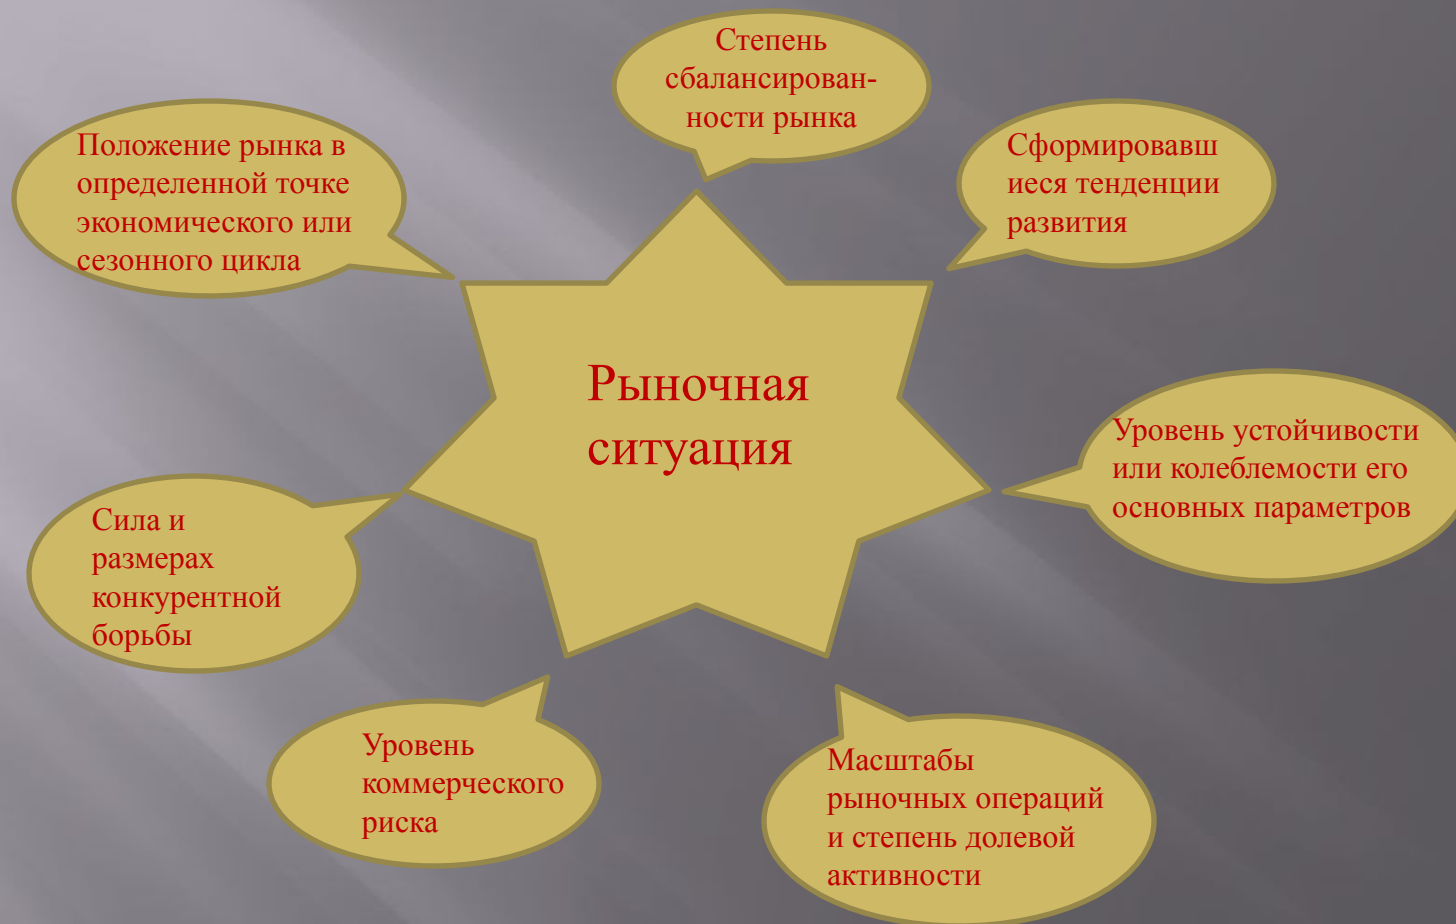 Степень
сбалансирован-
ности рынка
Положение рынка в
определенной точке
экономического или
сезонного цикла
Сформировавш
иеся тенденции
развития
Рыночная
ситуация
Уровень устойчивости
или колеблемости его
основных параметров
Сила и
размерах
конкурентной
борьбы
Уровень
коммерческого
риска
Масштабы
рыночных операций
и степень долевой
активности